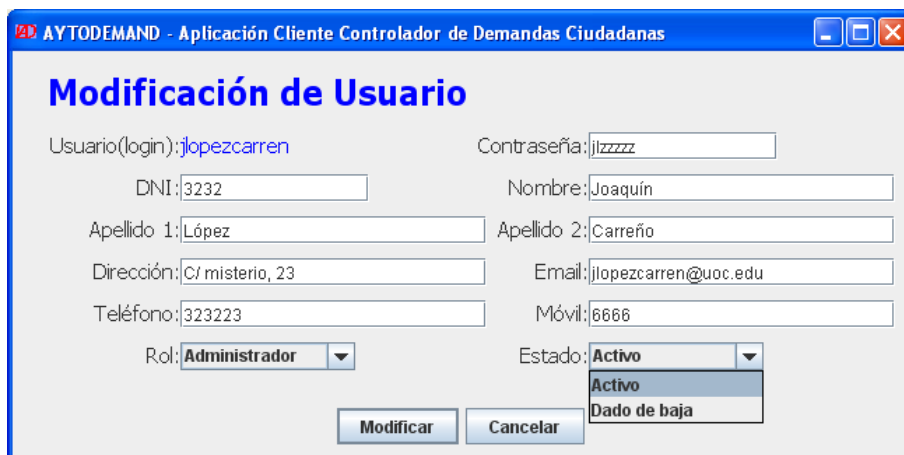 AYTODEMAND - Aplicación Cliente Controlador de Demandas Ciudadanas
Modificación de Usuario
Usuario(login): jlopezcarren Contraseña: jlzzzzz
DNI: 3232 Nombre: Joaquín
Apellido 1: López Apellido 2: Carreño
Dirección: C/ misterio, 23 Email: jlopezcarren@uoc.edu
Teléfono: 323223 Móvil: 6666
Rol: Administrador Estado: Activo
Activo
Dado de baja
Modificar Cancelar